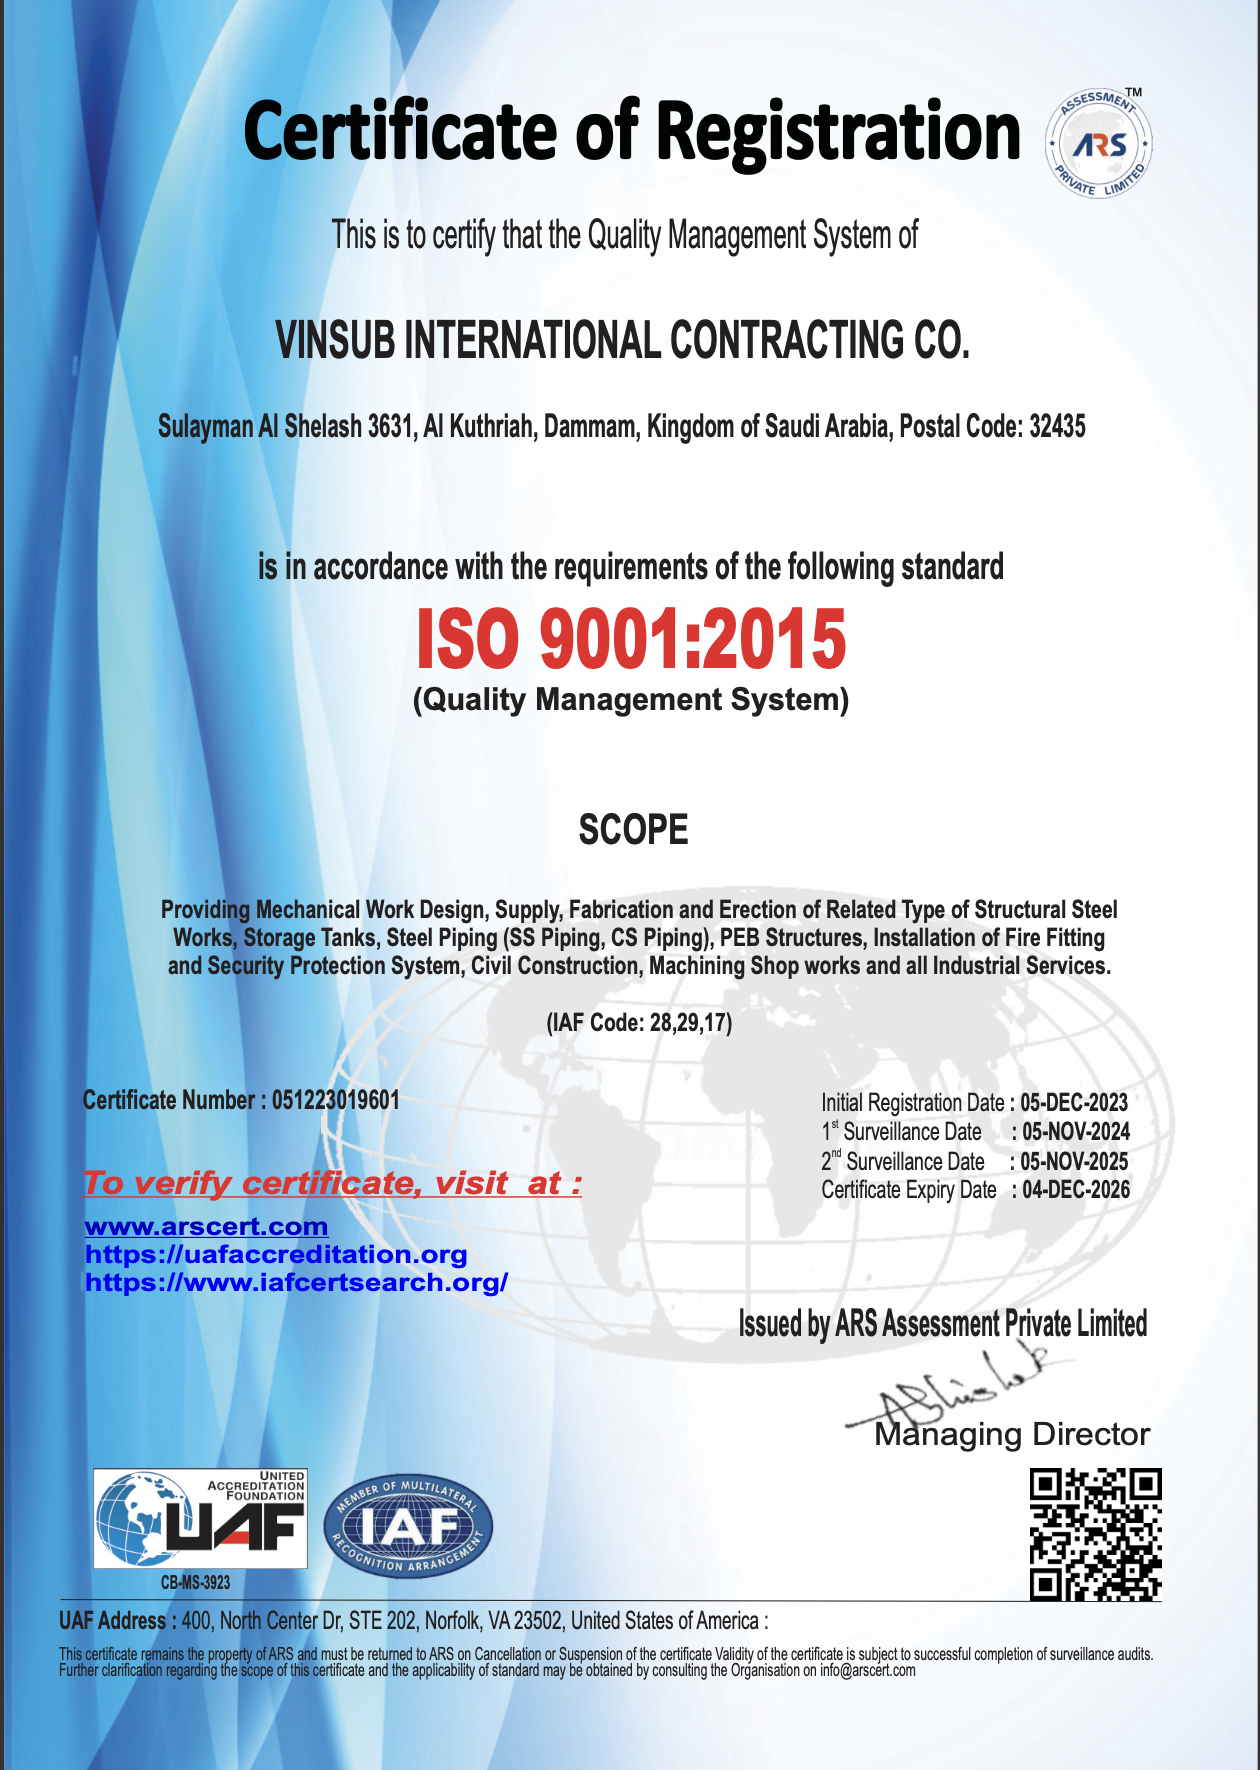 Certificate of Registration
TM
ASSESSMENT
ARS
PRIVATE LIMITED
This is to certify that the Quality Management System of
VINSUB INTERNATIONAL CONTRACTING CO.
Sulayman Al Shelash 3631, Al Kuthriah, Dammam, Kingdom of Saudi Arabia, Postal Code: 32435
is in accordance with the requirements of the following standard
ISO 9001:2015
(Quality Management System)
SCOPE
Providing Mechanical Work Design, Supply, Fabrication and Erection of Related Type of Structural Steel
Works, Storage Tanks, Steel Piping (SS Piping, CS Piping), PEB Structures, Installation of Fire Fitting
and Security Protection System, Civil Construction, Machining Shop works and all Industrial Services.
(IAF Code: 28,29,17)
Certificate Number : 051223019601
Initial Registration Date : 05-DEC-2023
1st Surveillance Date : 05-NOV-2024
2nd Surveillance Date : 05-NOV-2025
Certificate Expiry Date : 04-DEC-2026
To verify certificate, visit at :
www.arscert.com
https://uafaccreditation.org
https://www.iafcertsearch.org/
Issued by ARS Assessment Private Limited
Abhishek
Managing Director
UNITED
ACCREDITATION
FOUNDATION
UAF
CB-MS-3923
MEMBER OF MULTILATERAL
IAF
RECOGNITION ARRANGEMENT
UAF Address : 400, North Center Dr, STE 202, Norfolk, VA 23502, United States of America :
This certificate remains the property of ARS and must be returned to ARS on Cancellation or Suspension of the certificate Validity of the certificate is subject to successful completion of surveillance audits.
Further clarification regarding the scope of this certificate and the applicability of standard may be obtained by consulting the Organisation on info@arscert.com